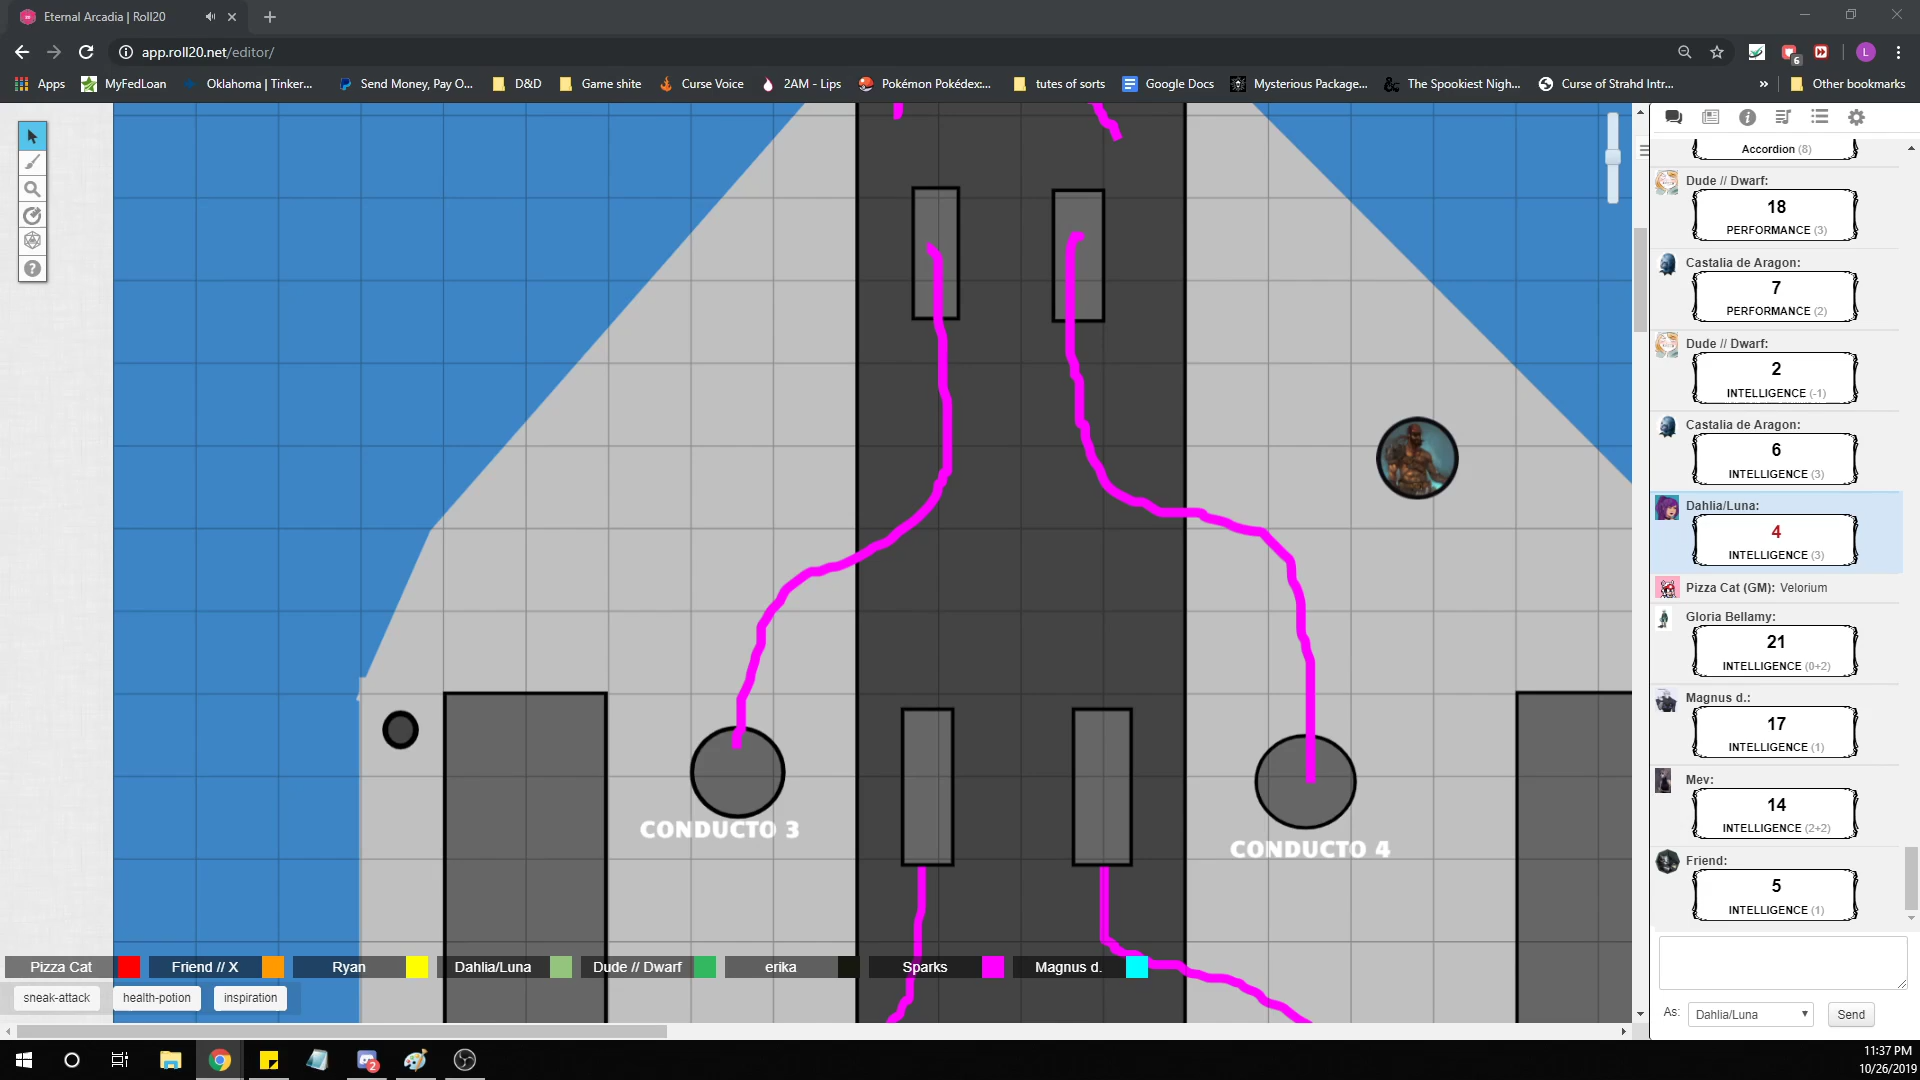 Eternal Arcadia | Roll20
app.roll20.net/editor/
6
L
Apps
MyFedLoan
Oklahoma | Tinker...
Send Money, Pay O...
D&D
Game shite
Curse Voice
2AM - Lips
Pokémon Pokédex:...
tutes of sorts
Google Docs
Mysterious Package...
The Spookiest Nigh...
Curse of Strahd Intr...
»
Other bookmarks
Accordion (8)
Dude // Dwarf:
18
PERFORMANCE (3)
Castalia de Aragon:
7
PERFORMANCE (2)
Dude // Dwarf:
2
INTELLIGENCE (-1)
Castalia de Aragon:
6
INTELLIGENCE (3)
Dahlia/Luna:
4
INTELLIGENCE (3)
Pizza Cat (GM): Velorium
Gloria Bellamy:
21
INTELLIGENCE (0+2)
Magnus d.:
17
INTELLIGENCE (1)
Mev:
14
INTELLIGENCE (2+2)
Friend:
5
INTELLIGENCE (1)
CONDUCTO 3
CONDUCTO 4
Pizza Cat
Friend // X
Ryan
Dahlia/Luna
Dude // Dwarf
erika
Sparks
Magnus d.
sneak-attack
health-potion
inspiration
As:
Dahlia/Luna
Send
2
11:37 PM
10/26/2019